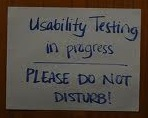 Usability Testing
in progress
PLEASE DO NOT
DISTURB!